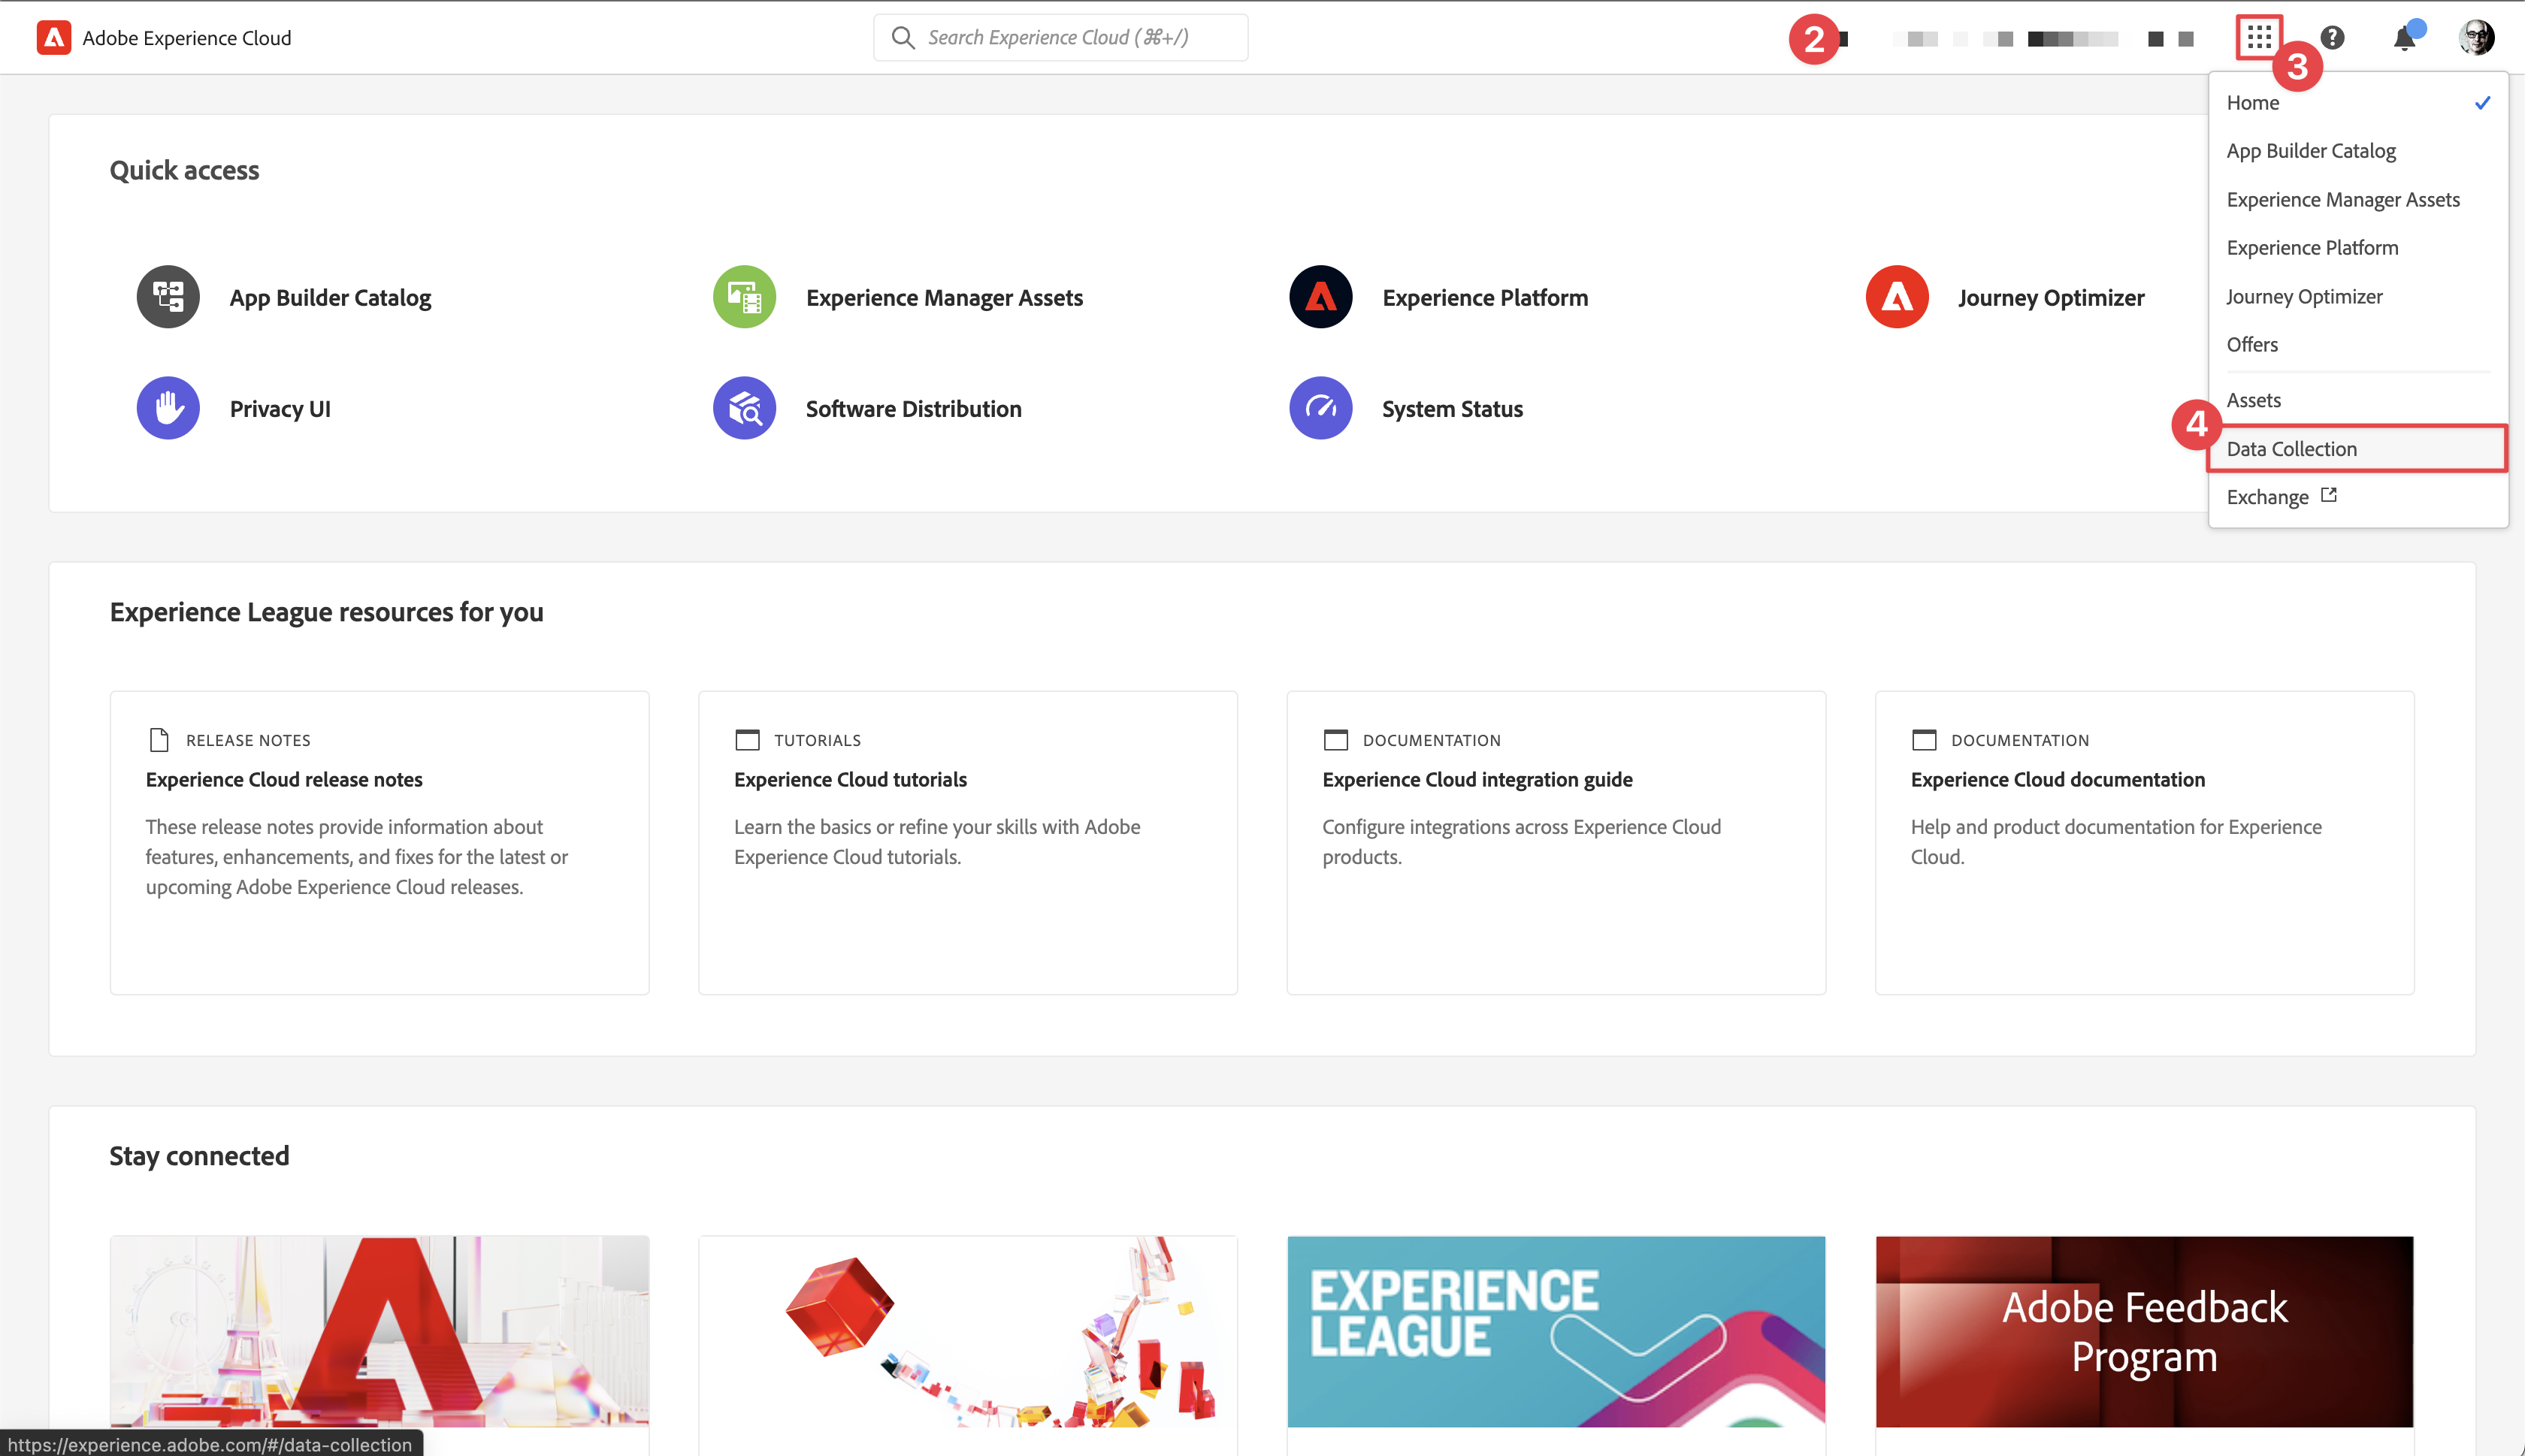 Adobe Experience Cloud
Search Experience Cloud (⌘+/)
2
3
Home
App Builder Catalog
Experience Manager Assets
Experience Platform
Journey Optimizer
Offers
Assets
4
Data Collection
Exchange
Quick access
App Builder Catalog
Experience Manager Assets
Experience Platform
Journey Optimizer
Privacy UI
Software Distribution
System Status
Experience League resources for you
RELEASE NOTES
Experience Cloud release notes
These release notes provide information about
features, enhancements, and fixes for the latest or
upcoming Adobe Experience Cloud releases.
TUTORIALS
Experience Cloud tutorials
Learn the basics or refine your skills with Adobe
Experience Cloud tutorials.
DOCUMENTATION
Experience Cloud integration guide
Configure integrations across Experience Cloud
products.
DOCUMENTATION
Experience Cloud documentation
Help and product documentation for Experience
Cloud.
Stay connected
EXPERIENCE
LEAGUE
Adobe Feedback
Program
https://experience.adobe.com/#/data-collection